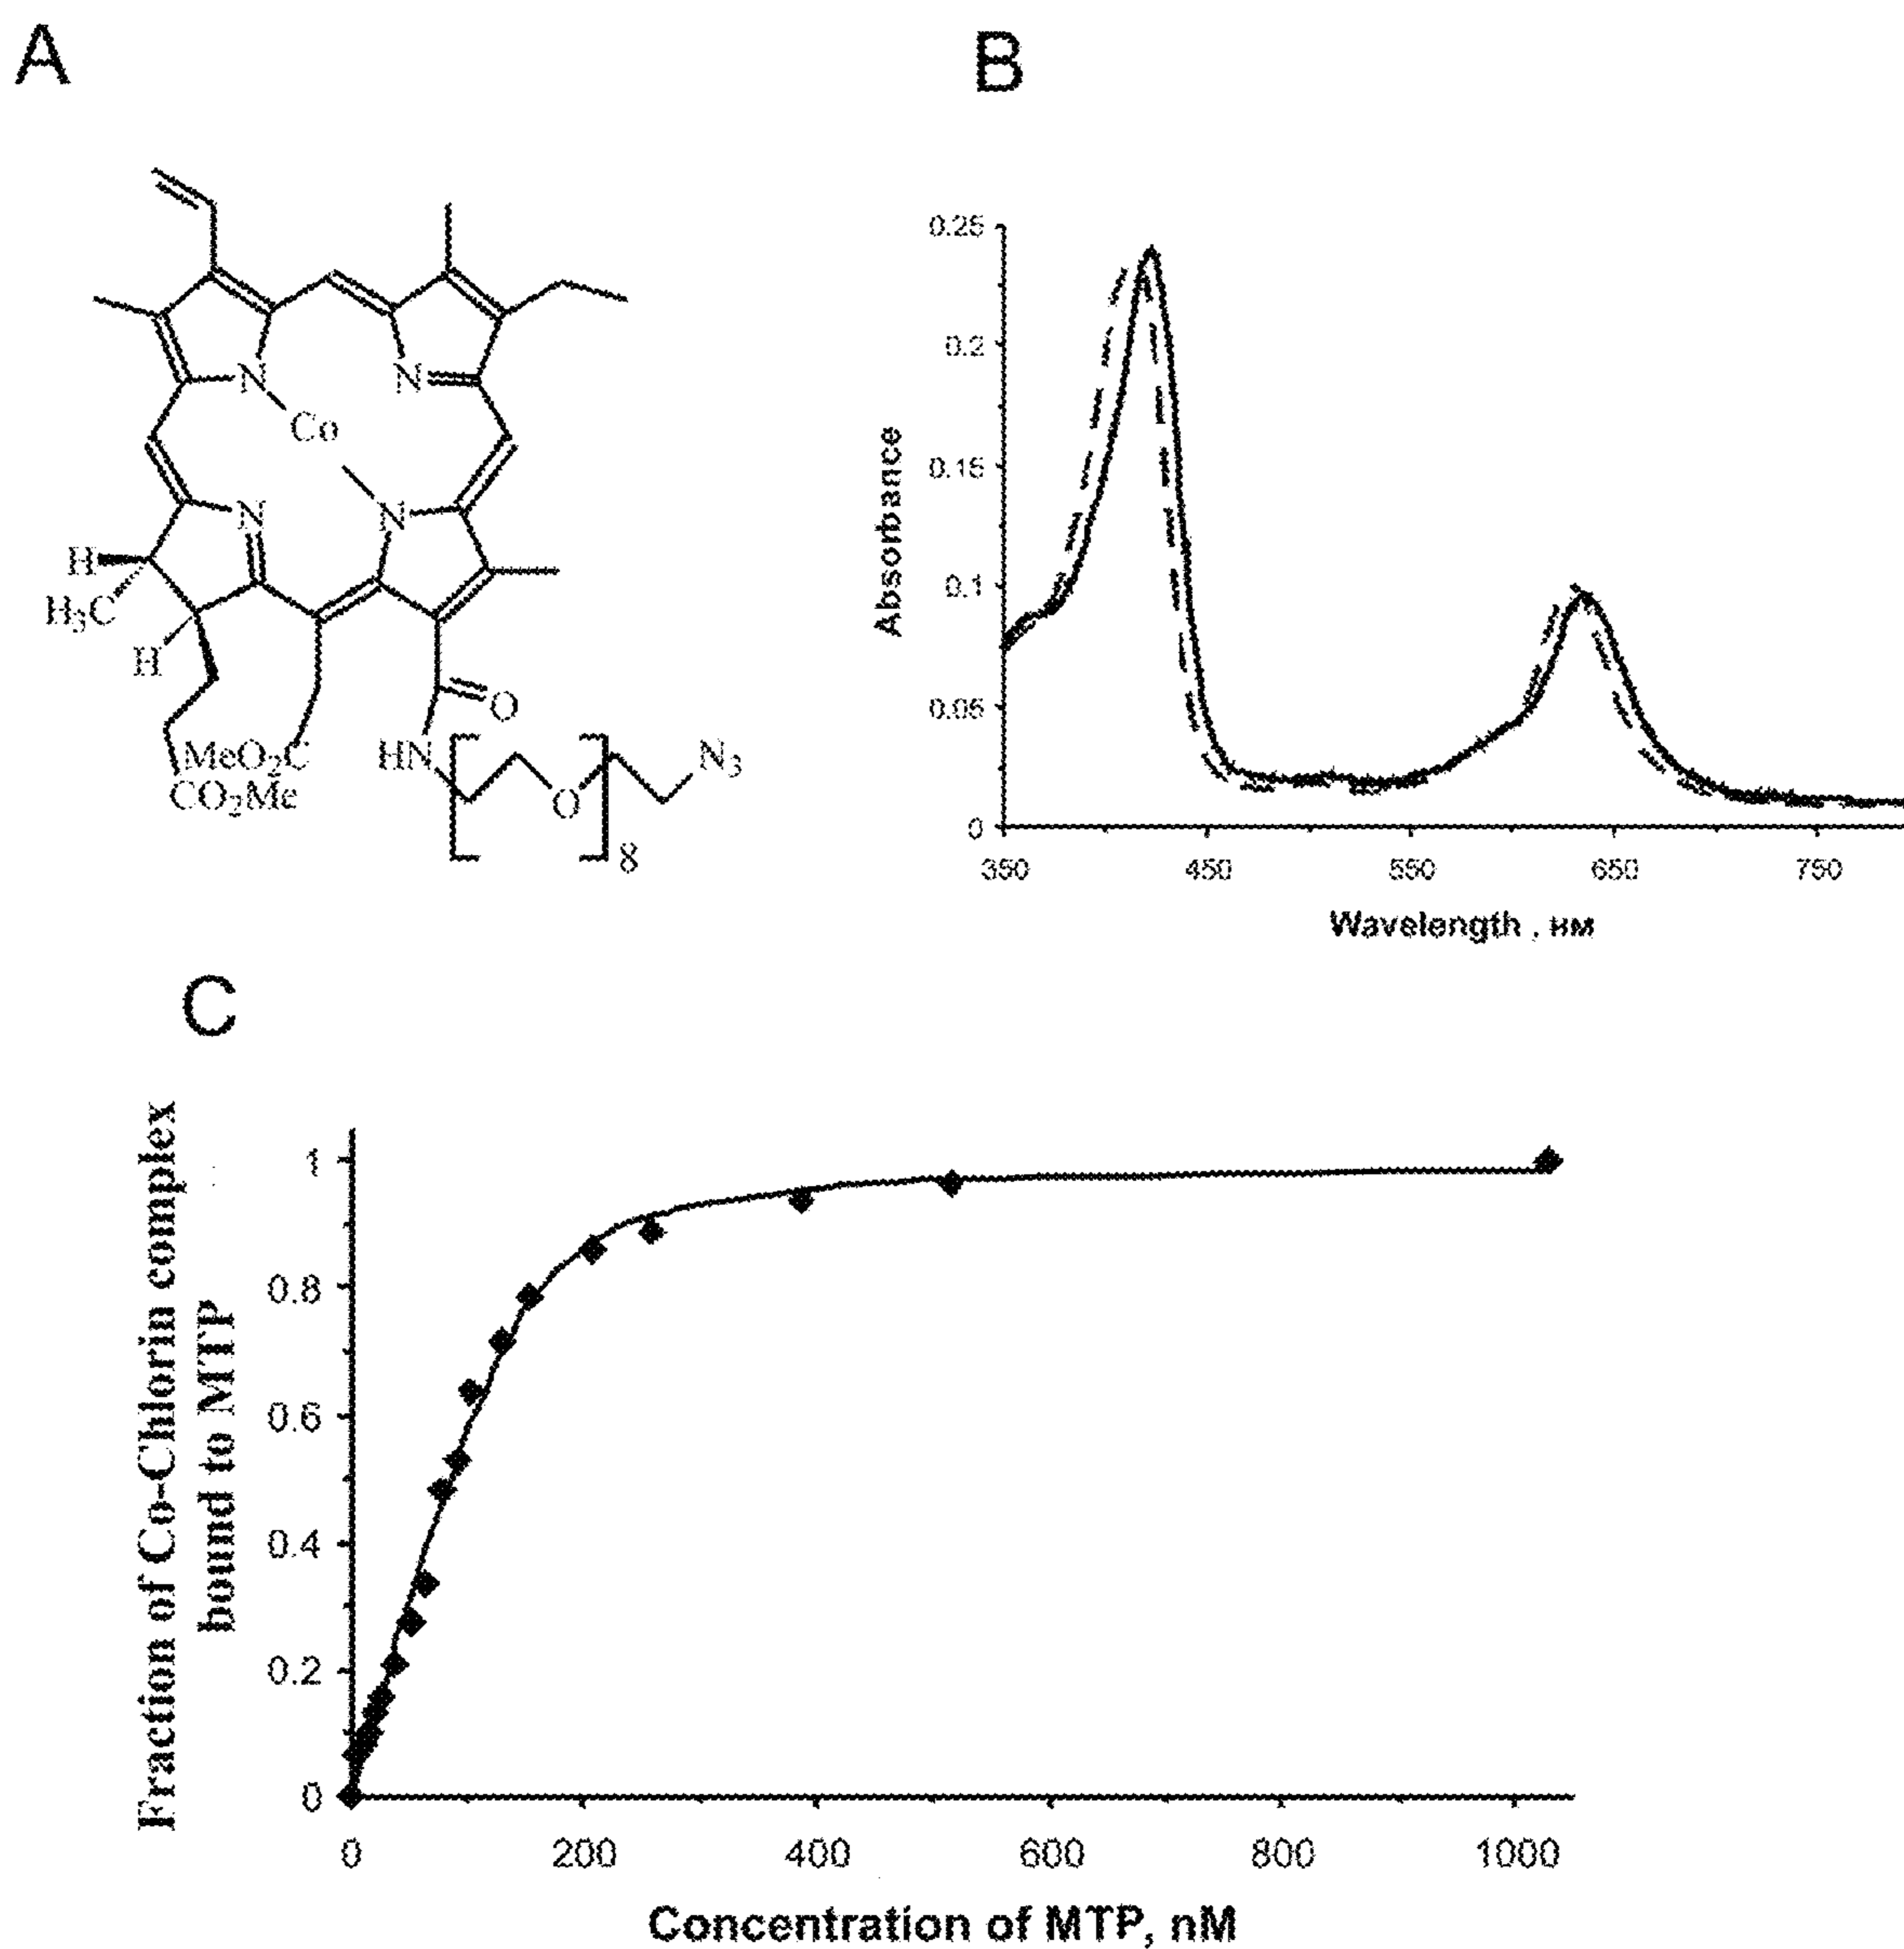 A
B
N
N
Co
N
N
H
H₃C
H
O
MeO₂C
HN
N₃
CO₂Me
O
8
0.25
0.2
0.15
0.1
0.05
0
Absorbance
350
450
550
650
750
Wavelength , нм
C
Fraction of Co-Chlorin complex
bound to MTP
1
0.8
0.6
0.4
0.2
0
0
200
400
600
800
1000
Concentration of MTP, nM